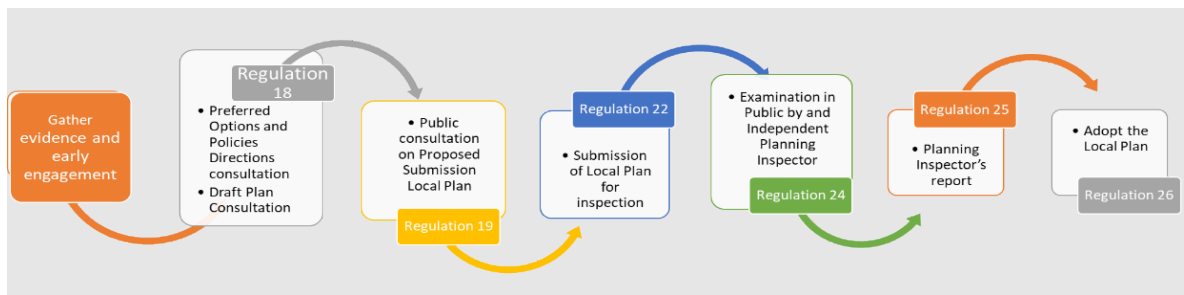 Gather
evidence and
early
engagement
Regulation
18
• Preferred
Options and
Policies
Directions
consultation
• Draft Plan
Consultation
• Public
consultation
on Proposed
Submission
Local Plan
Regulation 19
Regulation 22
• Submission
of Local Plan
for
inspection
• Examination in
Public by and
Independent
Planning
Inspector
Regulation 24
Regulation 25
• Planning
Inspector's
report
• Adopt the
Local Plan
Regulation 26